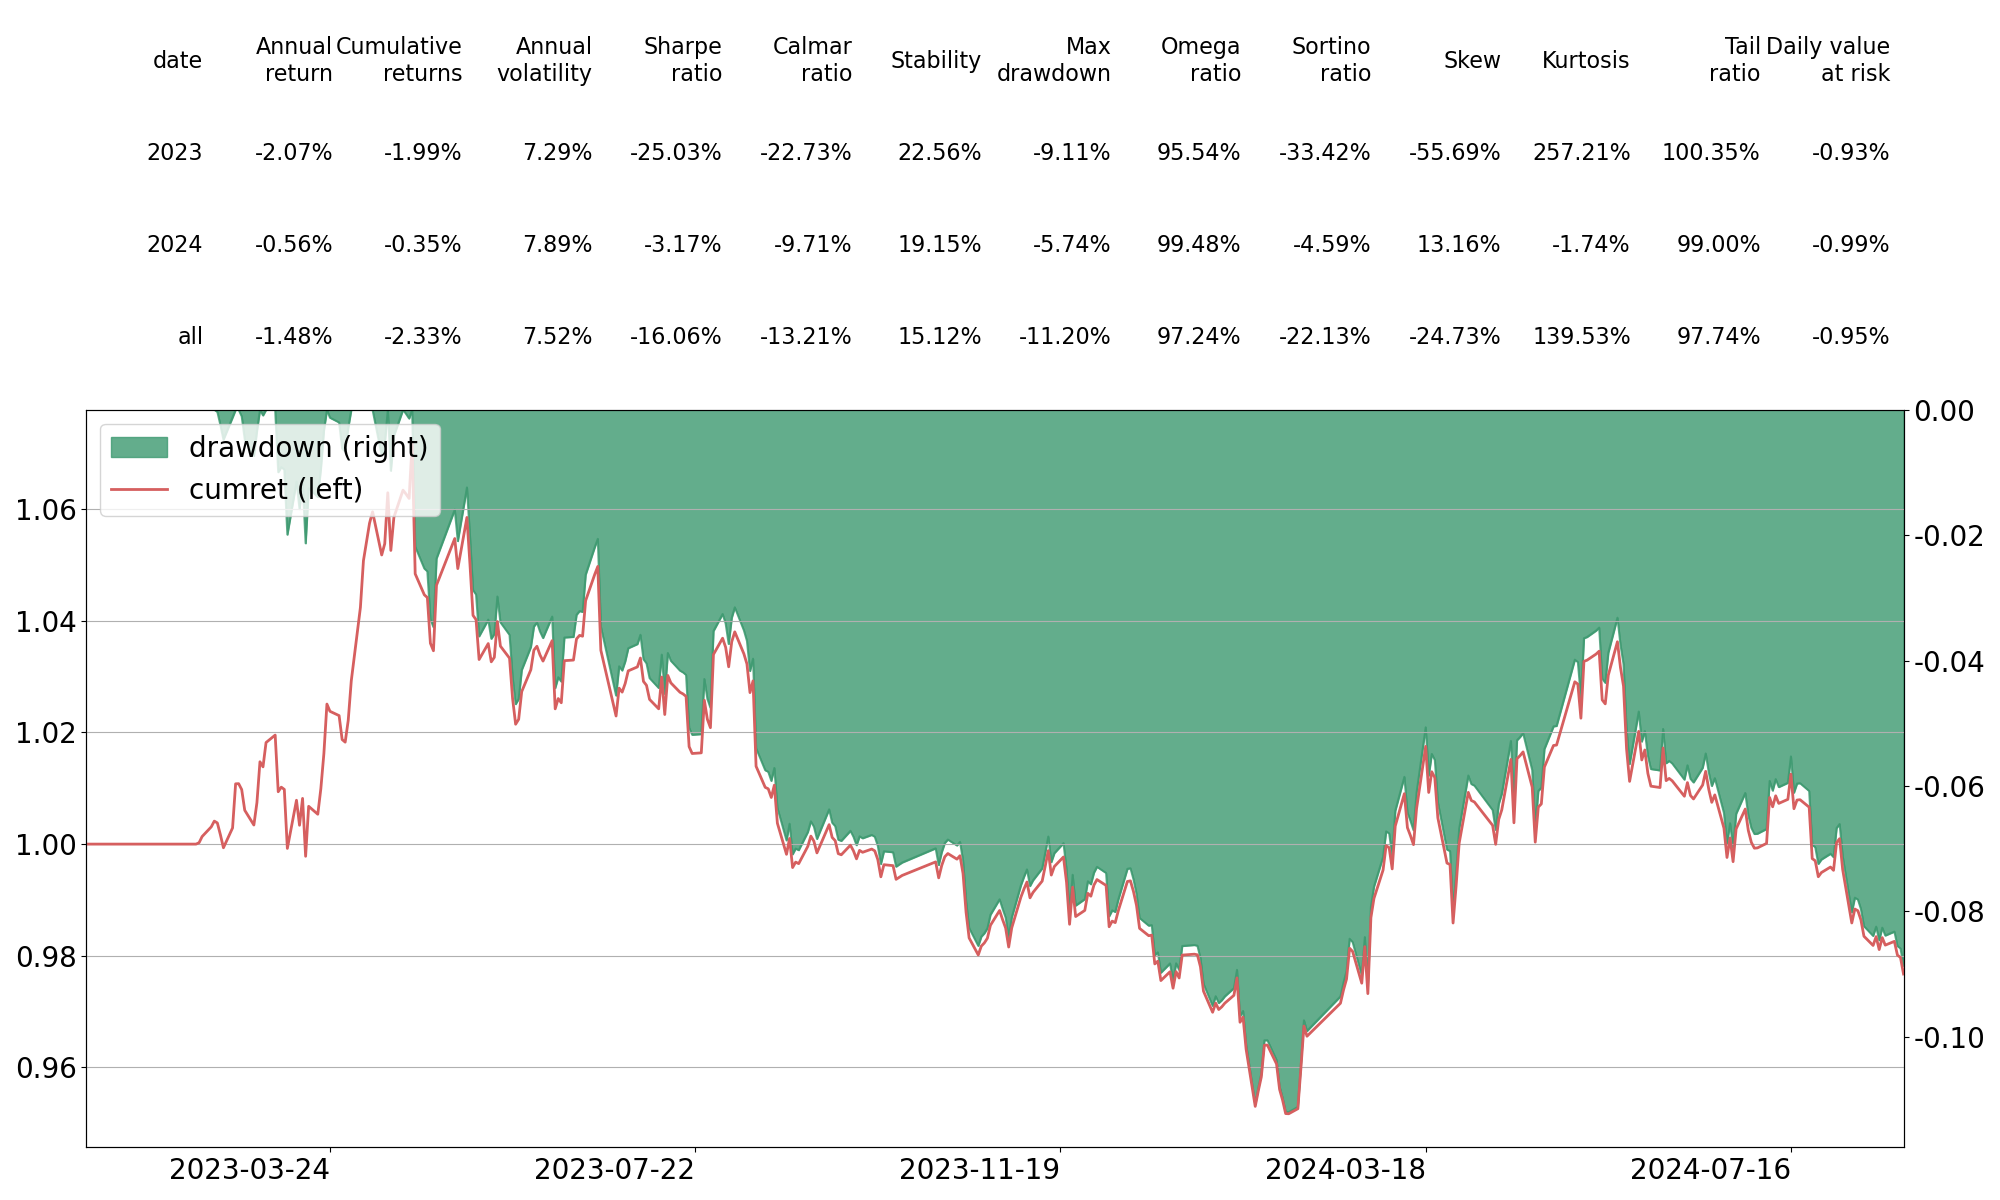 date Annual return Cumulative returns Annual volatility Sharpe ratio Calmar ratio Stability Max drawdown Omega ratio Sortino ratio Skew Kurtosis Tail ratio Daily value at risk
2023 -2.07% -1.99% 7.29% -25.03% -22.73% 22.56% -9.11% 95.54% -33.42% -55.69% 257.21% 100.35% -0.93%
2024 -0.56% -0.35% 7.89% -3.17% -9.71% 19.15% -5.74% 99.48% -4.59% 13.16% -1.74% 99.00% -0.99%
all -1.48% -2.33% 7.52% -16.06% -13.21% 15.12% -11.20% 97.24% -22.13% -24.73% 139.53% 97.74% -0.95%
drawdown (right)
cumret (left)
1.06
1.04
1.02
1.00
0.98
0.96
0.00
-0.02
-0.04
-0.06
-0.08
-0.10
2023-03-24 2023-07-22 2023-11-19 2024-03-18 2024-07-16